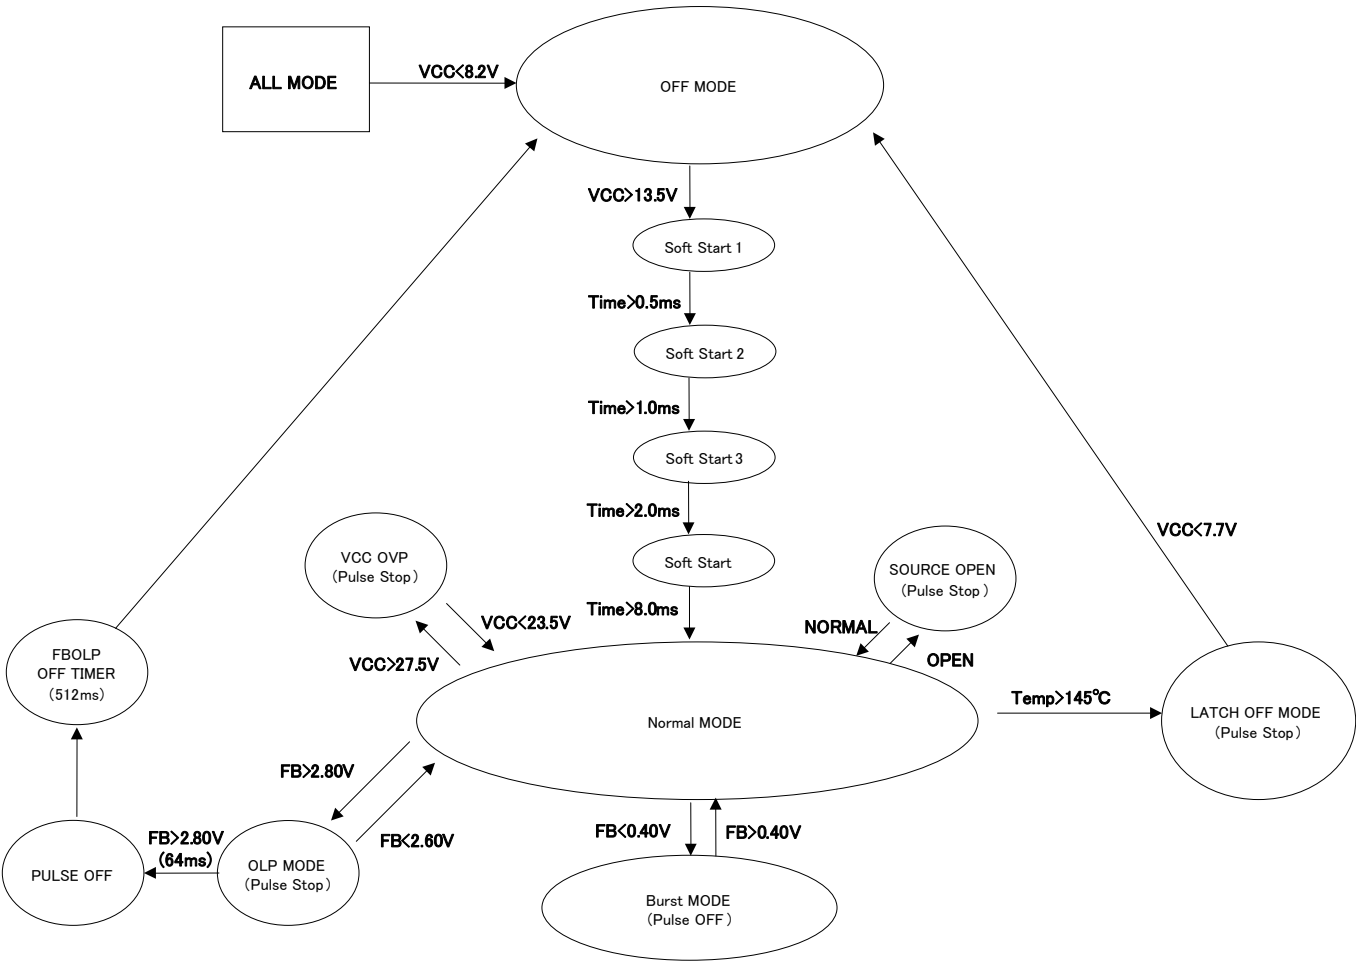 ALL MODE
VCC<8.2V
OFF MODE
VCC>13.5V
Soft Start 1
Time>0.5ms
Soft Start 2
Time>1.0ms
Soft Start 3
Time>2.0ms
Soft Start
Time>8.0ms
VCC OVP
(Pulse Stop)
VCC<23.5V
VCC>27.5V
SOURCE OPEN
(Pulse Stop)
NORMAL
OPEN
VCC<7.7V
FBOLP
OFF TIMER
(512ms)
Normal MODE
Temp>145℃
LATCH OFF MODE
(Pulse Stop)
FB>2.80V
FB<2.60V
FB<0.40V
FB>0.40V
FB>2.80V
(64ms)
PULSE OFF
OLP MODE
(Pulse Stop)
Burst MODE
(Pulse OFF)